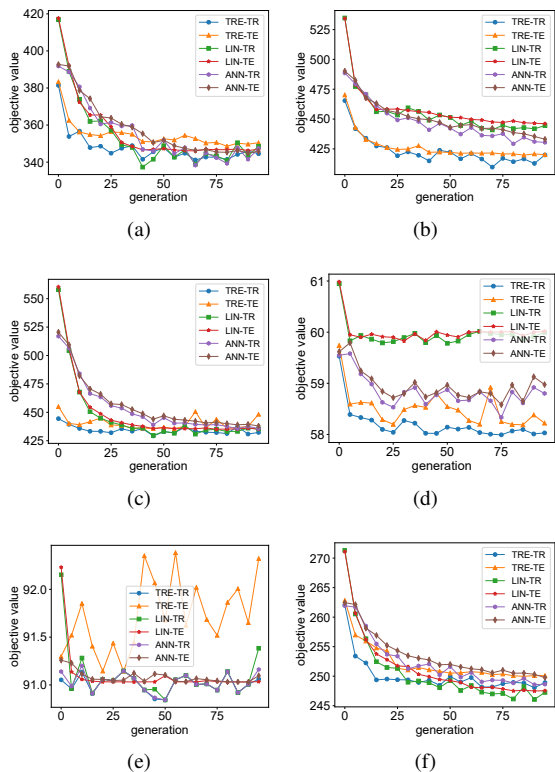 420
400
380
360
340
objective value
0
25
50
75
generation
TRE-TR
TRE-TE
LIN-TR
LIN-TE
ANN-TR
ANN-TE
(a)
525
500
475
450
425
objective value
0
25
50
75
generation
TRE-TR
TRE-TE
LIN-TR
LIN-TE
ANN-TR
ANN-TE
(b)
550
525
500
475
450
425
objective value
0
25
50
75
generation
TRE-TR
TRE-TE
LIN-TR
LIN-TE
ANN-TR
ANN-TE
(c)
61
60
59
58
objective value
0
25
50
75
generation
TRE-TR
TRE-TE
LIN-TR
LIN-TE
ANN-TR
ANN-TE
(d)
92.0
91.5
91.0
objective value
0
25
50
75
generation
TRE-TR
TRE-TE
LIN-TR
LIN-TE
ANN-TR
ANN-TE
(e)
270
265
260
255
250
245
objective value
0
25
50
75
generation
TRE-TR
TRE-TE
LIN-TR
LIN-TE
ANN-TR
ANN-TE
(f)